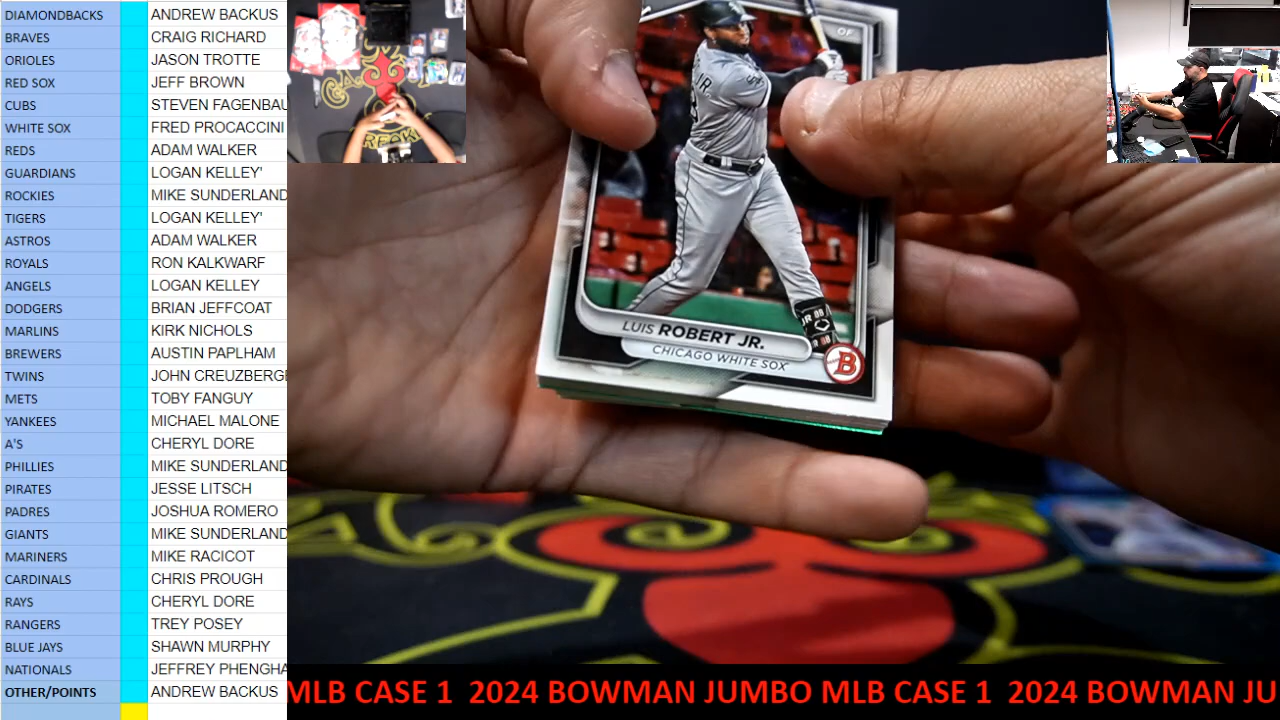 DIAMONDBACKS ANDREW BACKUS
BRAVES CRAIG RICHARD
ORIOLES JASON TROTTE
RED SOX JEFF BROWN
CUBS STEVEN FAGENBAU
WHITE SOX FRED PROCACCINI
REDS ADAM WALKER
GUARDIANS LOGAN KELLEY'
ROCKIES MIKE SUNDERLAND
TIGERS LOGAN KELLEY'
ASTROS ADAM WALKER
ROYALS RON KALKWARF
ANGELS LOGAN KELLEY
DODGERS BRIAN JEFFCOAT
MARLINS KIRK NICHOLS
BREWERS AUSTIN PAPLHAM
TWINS JOHN CREUZBERGE
METS TOBY FANGUY
YANKEES MICHAEL MALONE
A'S CHERYL DORE
PHILLIES MIKE SUNDERLAND
PIRATES JESSE LITSCH
PADRES JOSHUA ROMERO
GIANTS MIKE SUNDERLAND
MARINERS MIKE RACICOT
CARDINALS CHRIS PROUGH
RAYS CHERYL DORE
RANGERS TREY POSEY
BLUE JAYS SHAWN MURPHY
NATIONALS JEFFREY PHENGHA
OTHER/POINTS ANDREW BACKUS
OF
LUIS ROBERT JR.
CHICAGO WHITE SOX
B
MLB CASE 1 2024 BOWMAN JUMBO MLB CASE 1 2024 BOWMAN JU